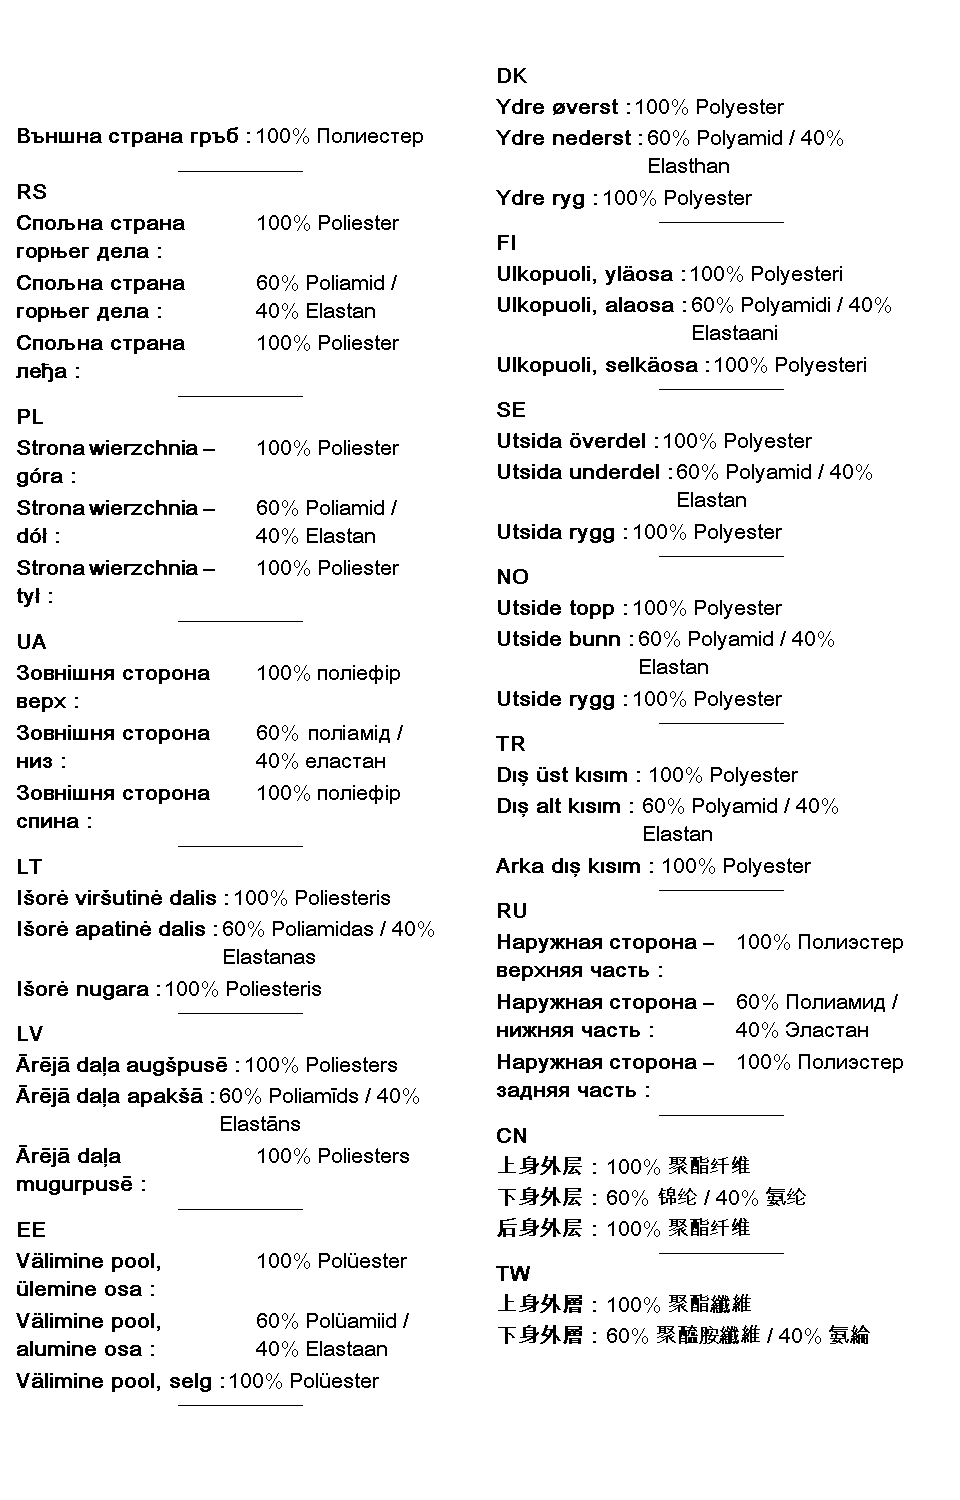 Външна страна гръб : 100% Полиестер
RS
Спољна страна 100% Poliester
горњег дела :
Спољна страна 60% Poliamid /
горњег дела : 40% Elastan
Спољна страна 100% Poliester
леђа :
PL
Strona wierzchnia – 100% Poliester
góra :
Strona wierzchnia – 60% Poliamid /
dół : 40% Elastan
Strona wierzchnia – 100% Poliester
tył :
UA
Зовнішня сторона 100% поліефір
верх :
Зовнішня сторона 60% поліамід /
низ : 40% еластан
Зовнішня сторона 100% поліефір
спина :
LT
Išorė viršutinė dalis : 100% Poliesteris
Išorė apatinė dalis : 60% Poliamidas / 40%
Elastanas
Išorė nugara : 100% Poliesteris
LV
Ārējā daļa augšpusē : 100% Poliesters
Ārējā daļa apakšā : 60% Poliamīds / 40%
Elastāns
Ārējā daļa 100% Poliesters
mugurpusē :
EE
Välimine pool, 100% Polüester
ülemine osa :
Välimine pool, 60% Polüamiid /
alumine osa : 40% Elastaan
Välimine pool, selg : 100% Polüester
DK
Ydre øverst : 100% Polyester
Ydre nederst : 60% Polyamid / 40%
Elasthan
Ydre ryg : 100% Polyester
FI
Ulkopuoli, yläosa : 100% Polyesteri
Ulkopuoli, alaosa : 60% Polyamidi / 40%
Elastaani
Ulkopuoli, selkäosa : 100% Polyesteri
SE
Utsida överdel : 100% Polyester
Utsida underdel : 60% Polyamid / 40%
Elastan
Utsida rygg : 100% Polyester
NO
Utside topp : 100% Polyester
Utside bunn : 60% Polyamid / 40%
Elastan
Utside rygg : 100% Polyester
TR
Dış üst kısım : 100% Polyester
Dış alt kısım : 60% Polyamid / 40%
Elastan
Arka dış kısım : 100% Polyester
RU
Наружная сторона – 100% Полиэстер
верхняя часть :
Наружная сторона – 60% Полиамид /
нижняя часть : 40% Эластан
Наружная сторона – 100% Полиэстер
задняя часть :
CN
上身外层 : 100% 聚酯纤维
下身外层 : 60% 锦纶 / 40% 氨纶
后身外层 : 100% 聚酯纤维
TW
上身外層 : 100% 聚酯纖維
下身外層 : 60% 聚醯胺纖維 / 40% 氨綸